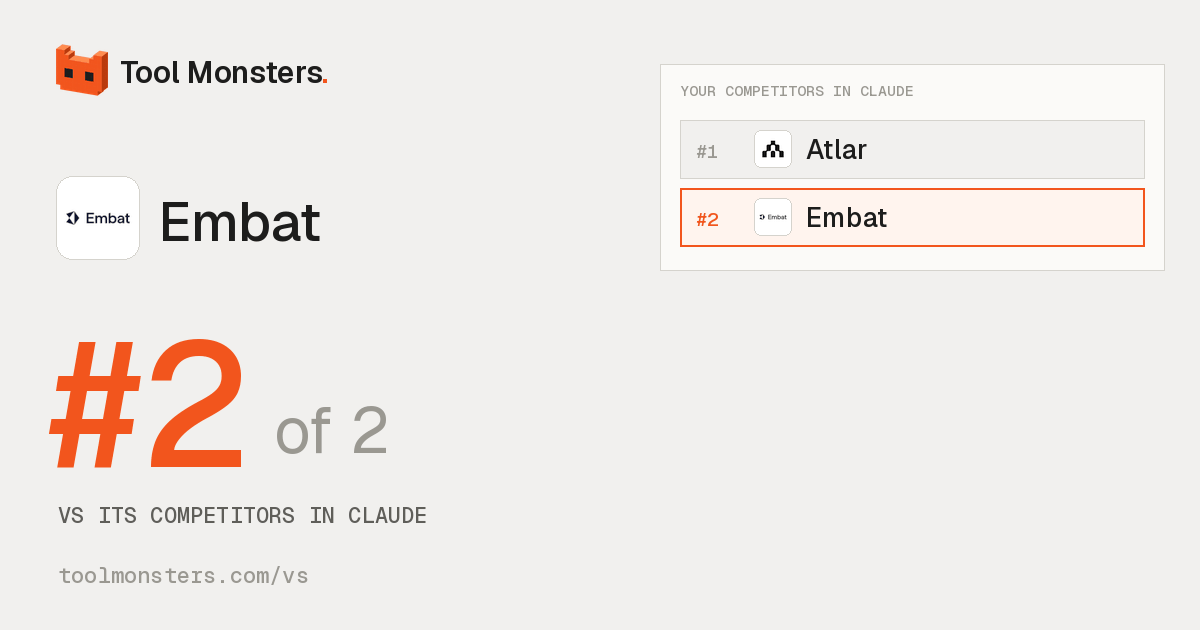 Tool Monsters.
Embat
Embat
#2 of 2
VS ITS COMPETITORS IN CLAUDE
toolmonsters.com/vs
YOUR COMPETITORS IN CLAUDE
#1 Atlar
#2 Embat Embat